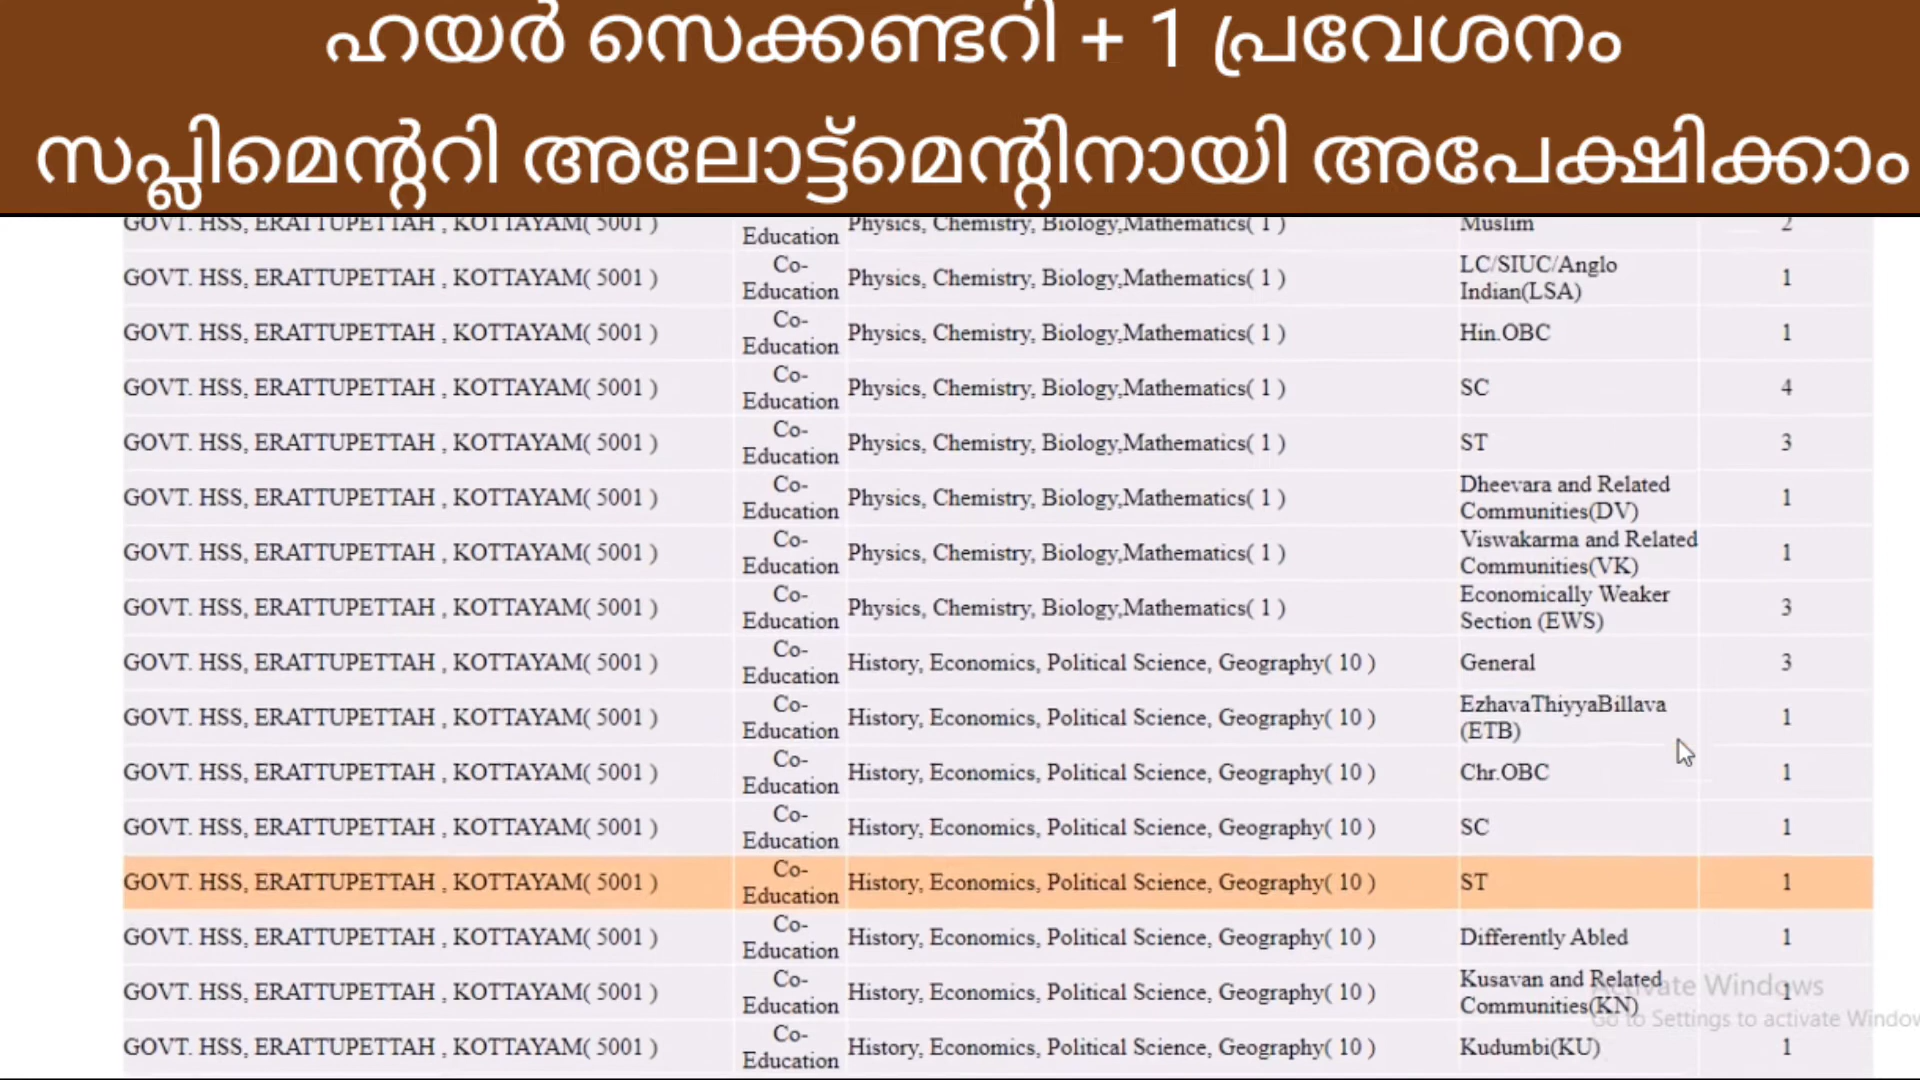 ഹയർ സെക്കണ്ടറി + 1 പ്രവേശനം
സപ്ലിമെന്ററി അലോട്ട്മെന്റിനായി അപേക്ഷിക്കാം
GOVT. HSS, ERATTUPETTAH , KOTTAYAM( 5001 ) Education Physics, Chemistry, Biology,Mathematics( 1 ) Muslim 2
GOVT. HSS, ERATTUPETTAH , KOTTAYAM( 5001 ) Co-Education Physics, Chemistry, Biology,Mathematics( 1 ) LC/SIUC/Anglo Indian(LSA) 1
GOVT. HSS, ERATTUPETTAH , KOTTAYAM( 5001 ) Co-Education Physics, Chemistry, Biology,Mathematics( 1 ) Hin.OBC 1
GOVT. HSS, ERATTUPETTAH , KOTTAYAM( 5001 ) Co-Education Physics, Chemistry, Biology,Mathematics( 1 ) SC 4
GOVT. HSS, ERATTUPETTAH , KOTTAYAM( 5001 ) Co-Education Physics, Chemistry, Biology,Mathematics( 1 ) ST 3
GOVT. HSS, ERATTUPETTAH , KOTTAYAM( 5001 ) Co-Education Physics, Chemistry, Biology,Mathematics( 1 ) Dheevara and Related Communities(DV) 1
GOVT. HSS, ERATTUPETTAH , KOTTAYAM( 5001 ) Co-Education Physics, Chemistry, Biology,Mathematics( 1 ) Viswakarma and Related Communities(VK) 1
GOVT. HSS, ERATTUPETTAH , KOTTAYAM( 5001 ) Co-Education Physics, Chemistry, Biology,Mathematics( 1 ) Economically Weaker Section (EWS) 3
GOVT. HSS, ERATTUPETTAH , KOTTAYAM( 5001 ) Co-Education History, Economics, Political Science, Geography( 10 ) General 3
GOVT. HSS, ERATTUPETTAH , KOTTAYAM( 5001 ) Co-Education History, Economics, Political Science, Geography( 10 ) EzhavaThiyyaBillava (ETB) 1
GOVT. HSS, ERATTUPETTAH , KOTTAYAM( 5001 ) Co-Education History, Economics, Political Science, Geography( 10 ) Chr.OBC 1
GOVT. HSS, ERATTUPETTAH , KOTTAYAM( 5001 ) Co-Education History, Economics, Political Science, Geography( 10 ) SC 1
GOVT. HSS, ERATTUPETTAH , KOTTAYAM( 5001 ) Co-Education History, Economics, Political Science, Geography( 10 ) ST 1
GOVT. HSS, ERATTUPETTAH , KOTTAYAM( 5001 ) Co-Education History, Economics, Political Science, Geography( 10 ) Differently Abled 1
GOVT. HSS, ERATTUPETTAH , KOTTAYAM( 5001 ) Co-Education History, Economics, Political Science, Geography( 10 ) Kusavan and Related Communities(KN) 1
Activate Windows
Go to Settings to activate Window
GOVT. HSS, ERATTUPETTAH , KOTTAYAM( 5001 ) Co-Education History, Economics, Political Science, Geography( 10 ) Kudumbi(KU) 1